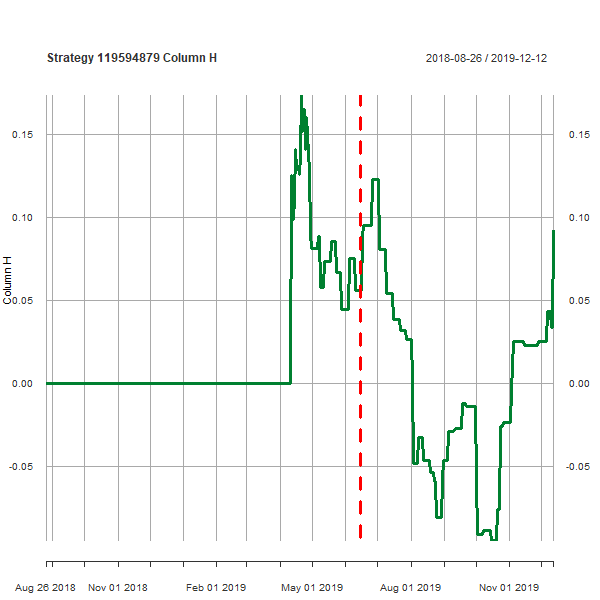 Strategy 119594879 Column H
2018-08-26 / 2019-12-12
0.15 0.15
0.10 0.10
Column H
0.05 0.05
0.00 0.00
-0.05 -0.05
Aug 26 2018 Nov 01 2018 Feb 01 2019 May 01 2019 Aug 01 2019 Nov 01 2019